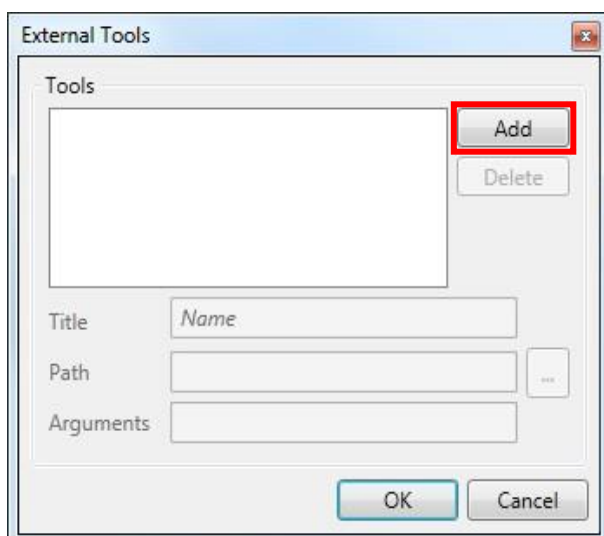 External Tools
Tools
Add
Delete
Title Name
Path ...
Arguments
OK Cancel